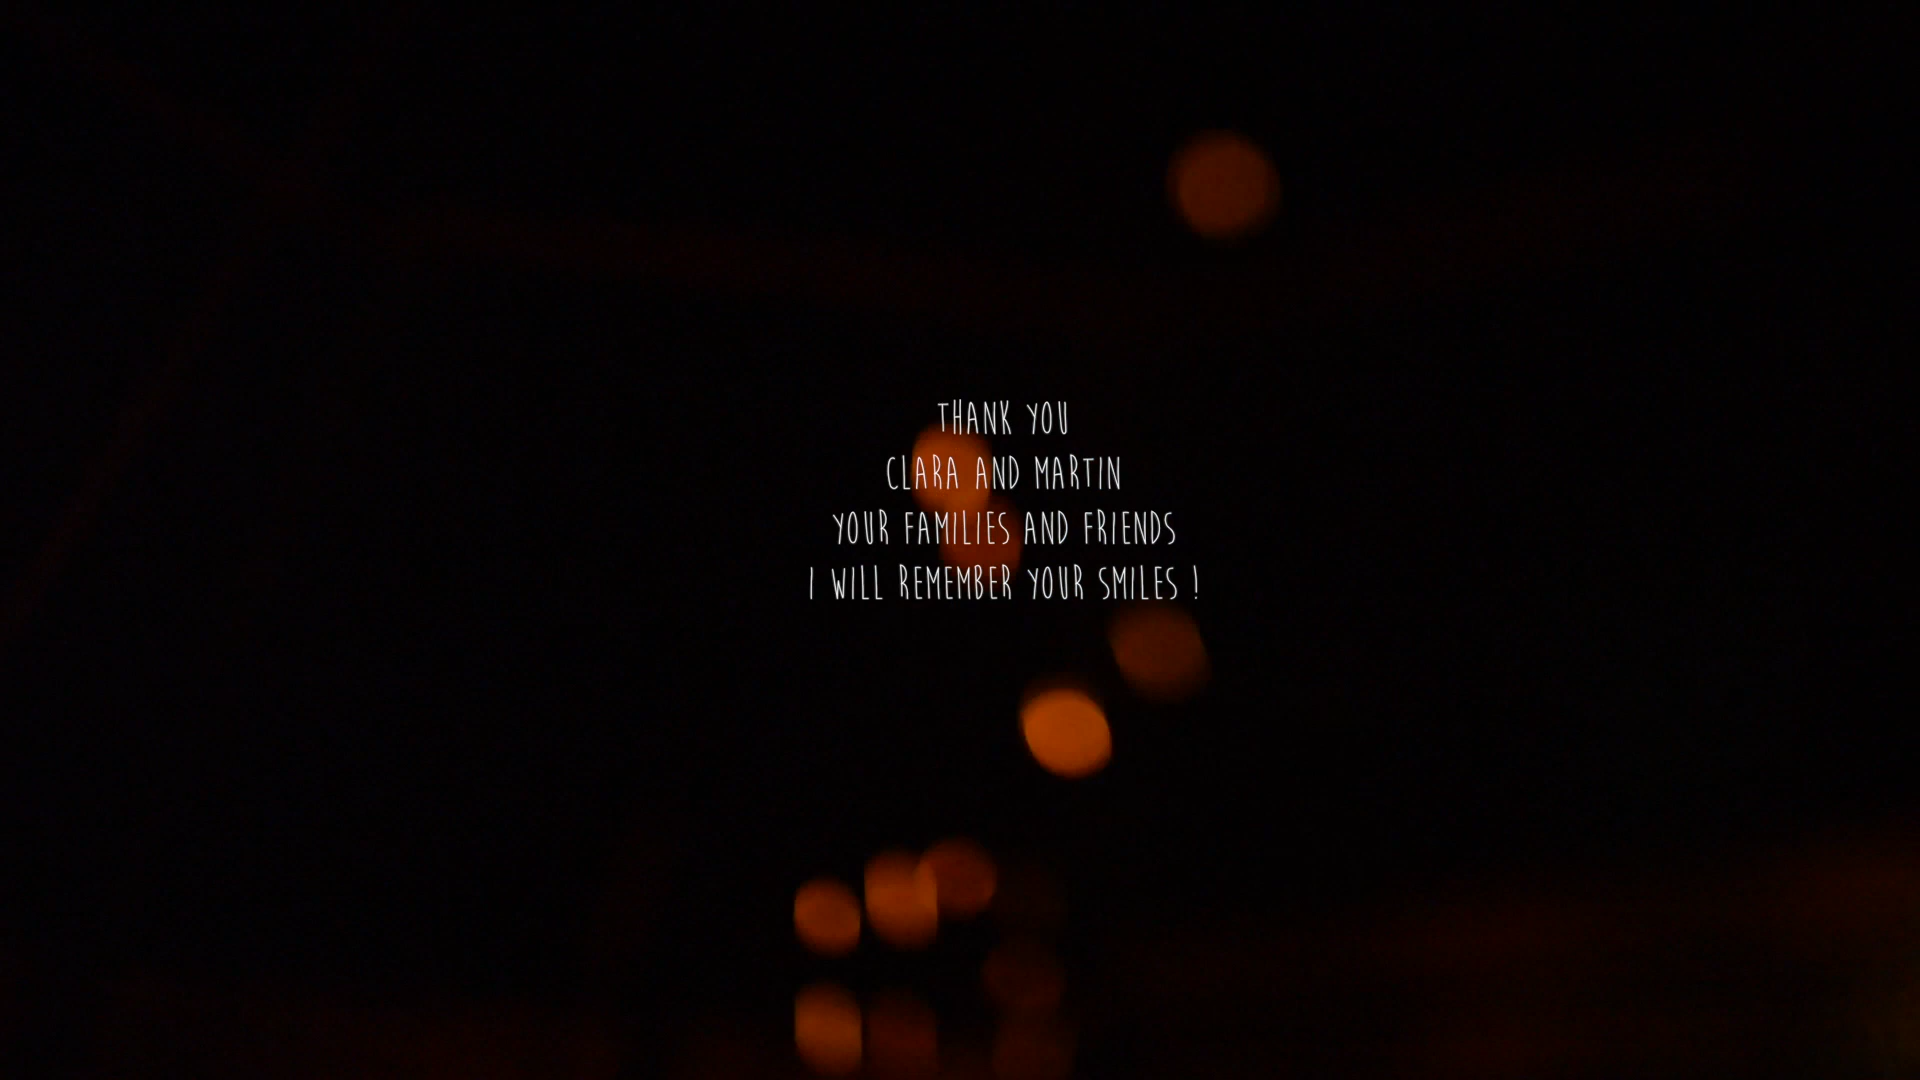 THANK YOU
CLARA AND MARTIN
YOUR FAMILIES AND FRIENDS
I WILL REMEMBER YOUR SMILES !